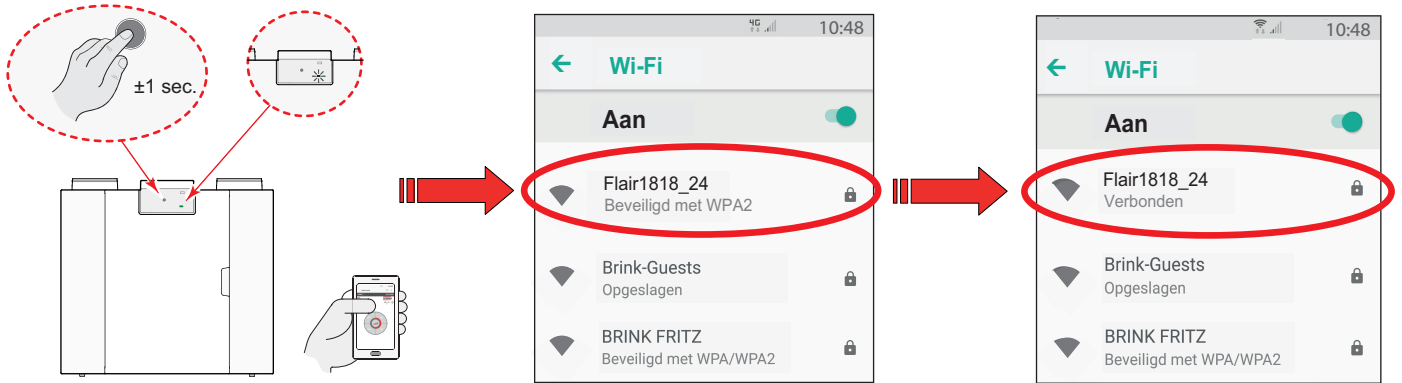 ±1 sec.
4G 10:48
Wi-Fi
Aan
Flair1818_24
Beveiligd met WPA2
Brink-Guests
Opgeslagen
BRINK FRITZ
Beveiligd met WPA/WPA2
10:48
Wi-Fi
Aan
Flair1818_24
Verbonden
Brink-Guests
Opgeslagen
BRINK FRITZ
Beveiligd met WPA/WPA2